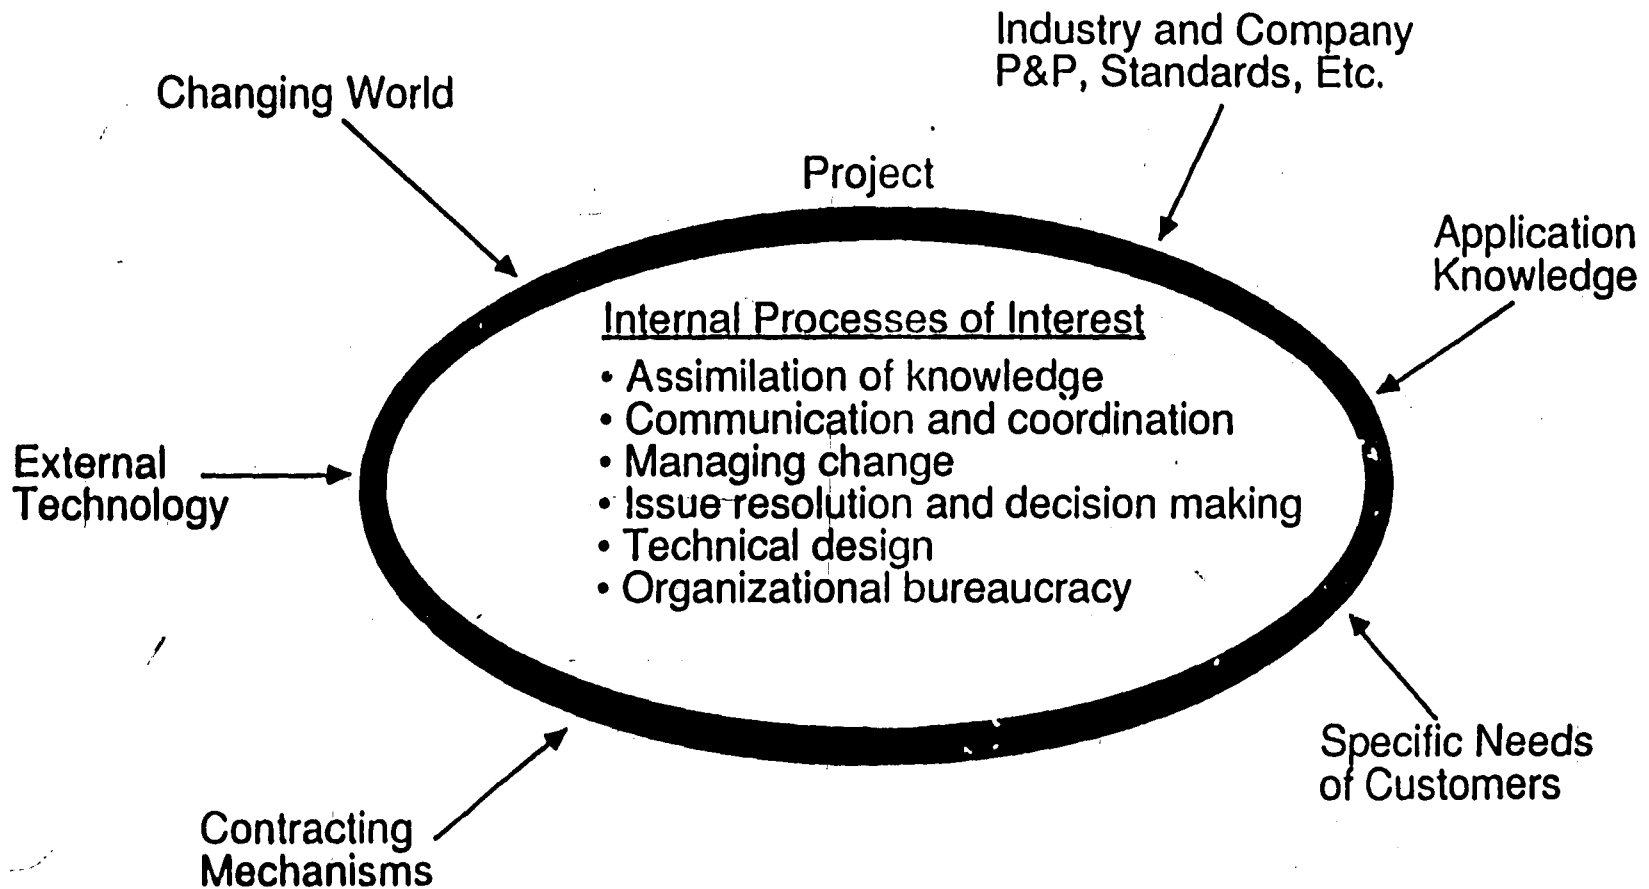 Industry and Company
P&P, Standards, Etc.
Changing World
Project
Application
Knowledge
Internal Processes of Interest
• Assimilation of knowledge
• Communication and coordination
• Managing change
• Issue resolution and decision making
• Technical design
• Organizational bureaucracy
External
Technology
Specific Needs
of Customers
Contracting
Mechanisms